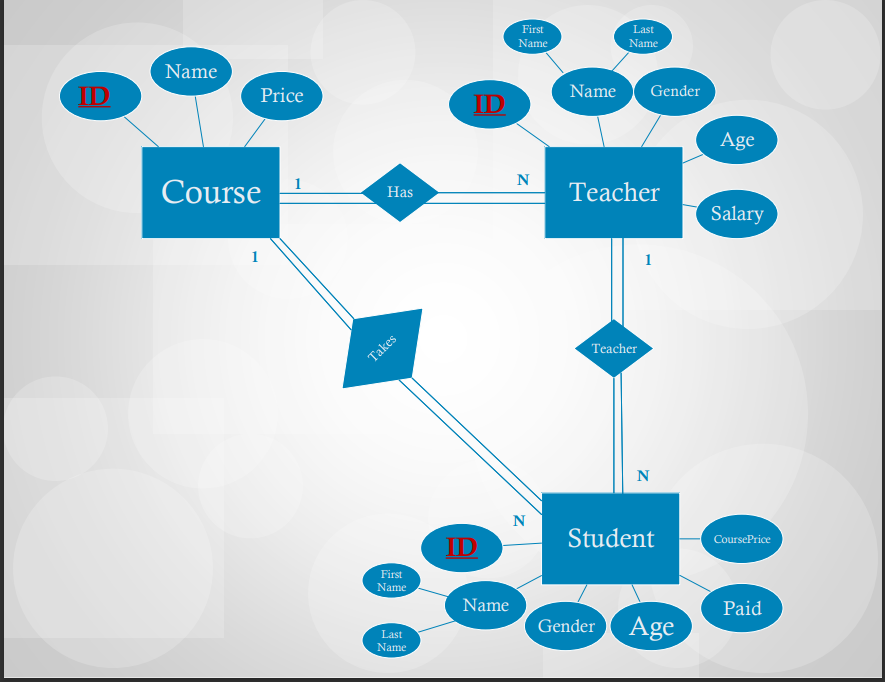 First
Name
Last
Name
Name
ID
Price
ID
Name
Gender
Age
Course
1
Has
N
Teacher
Salary
1
1
Teacher
Takes
N
N
Student
CoursePrice
ID
First
Name
Name
Paid
Gender
Age
Last
Name